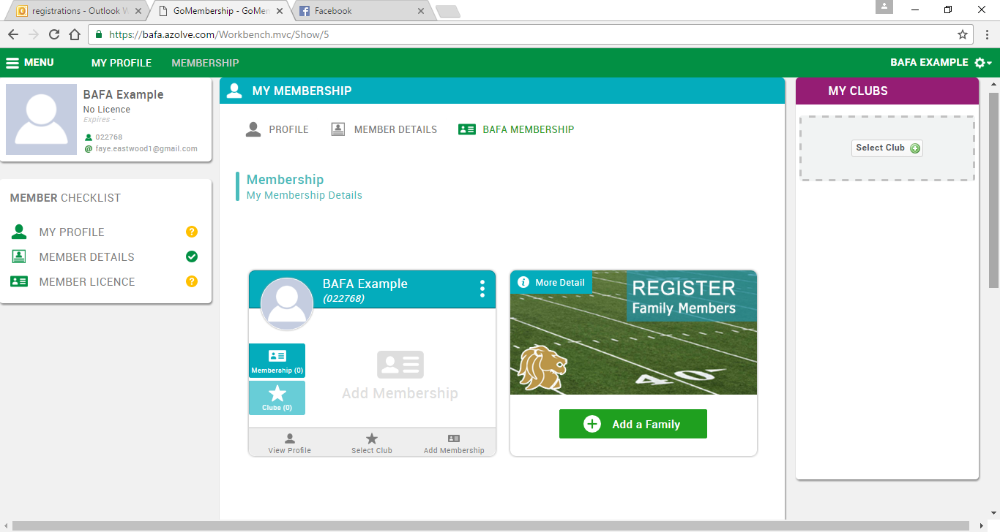 registrations - Outlook W
GoMembership - GoMem
Facebook
https://bafa.azolve.com/Workbench.mvc/Show/5
MENU
MY PROFILE
MEMBERSHIP
BAFA EXAMPLE
BAFA Example
No Licence
Expires -
022768
faye.eastwood1@gmail.com
MEMBER CHECKLIST
MY PROFILE
MEMBER DETAILS
MEMBER LICENCE
MY MEMBERSHIP
PROFILE
MEMBER DETAILS
BAFA MEMBERSHIP
Membership
My Membership Details
BAFA Example
(022768)
Membership (0)
Clubs (0)
Add Membership
View Profile
Select Club
Add Membership
More Detail
REGISTER
Family Members
40
Add a Family
MY CLUBS
Select Club